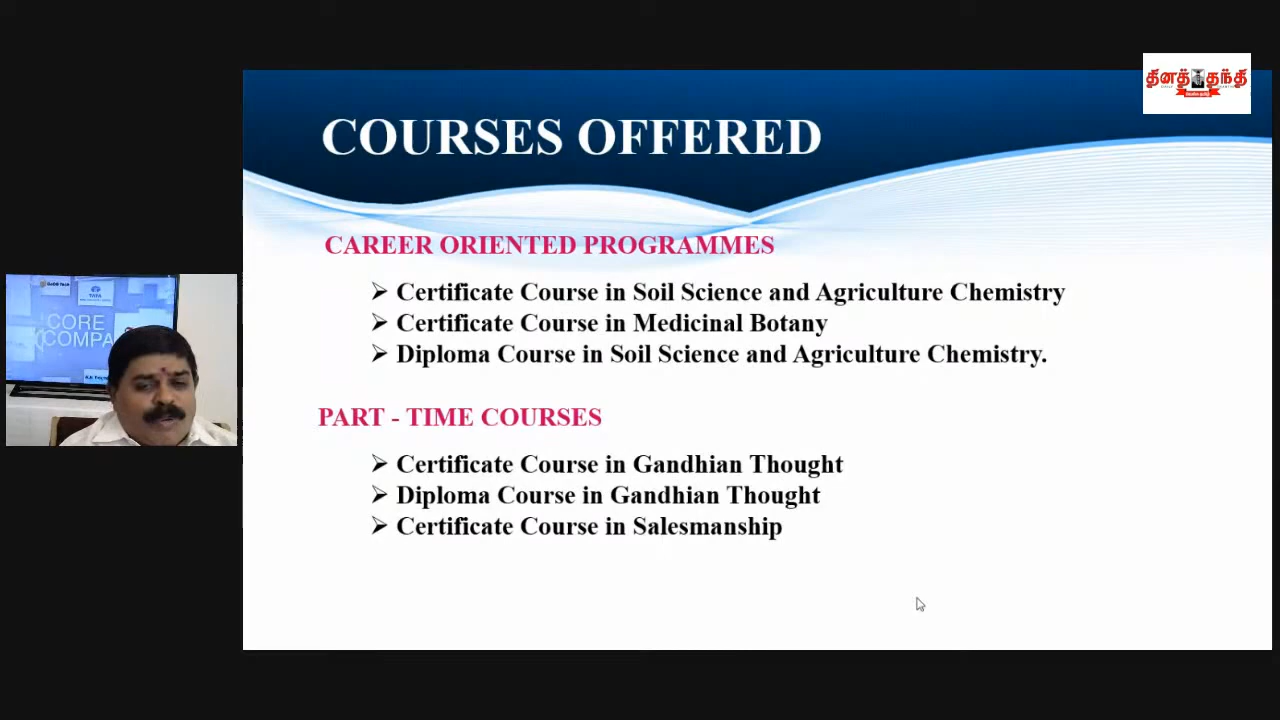 தினத் தந்தி
COURSES OFFERED
CAREER ORIENTED PROGRAMMES
Certificate Course in Soil Science and Agriculture Chemistry
Certificate Course in Medicinal Botany
Diploma Course in Soil Science and Agriculture Chemistry.
TATA
CORE
COMPA
PART - TIME COURSES
Certificate Course in Gandhian Thought
Diploma Course in Gandhian Thought
Certificate Course in Salesmanship